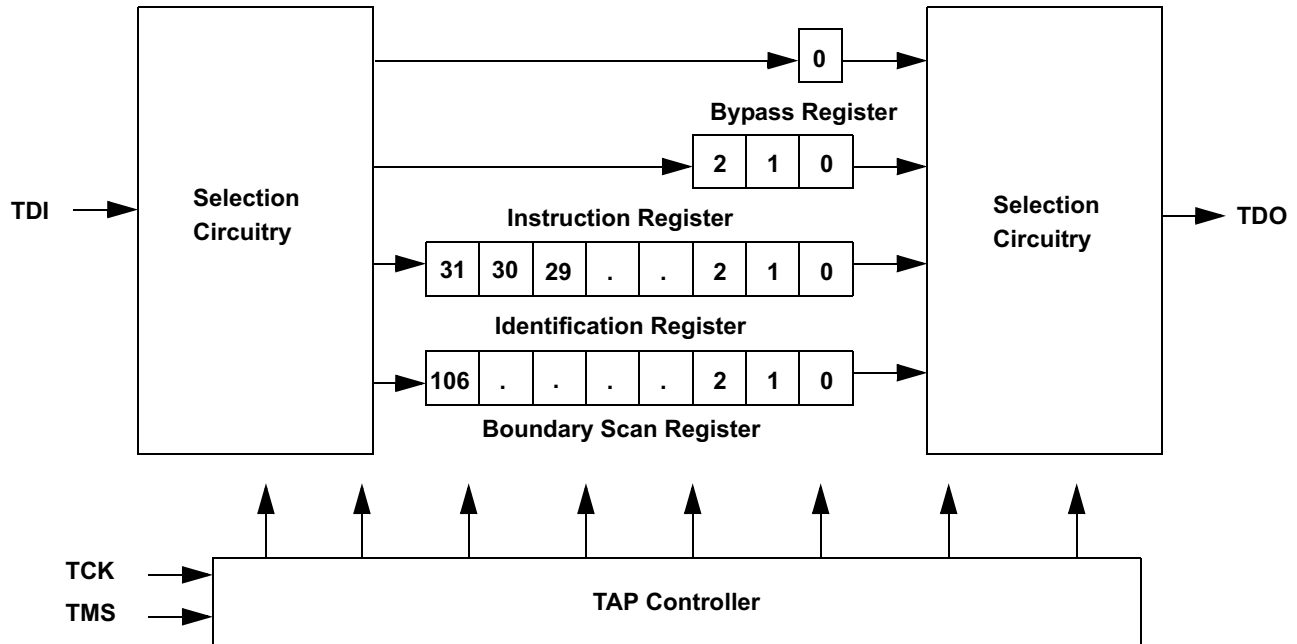 0
Bypass Register
2 1 0
Selection
Circuitry
Selection
Circuitry
TDI
TDO
Instruction Register
31 30 29 . . 2 1 0
Identification Register
106 . . . . 2 1 0
Boundary Scan Register
TCK
TMS
TAP Controller